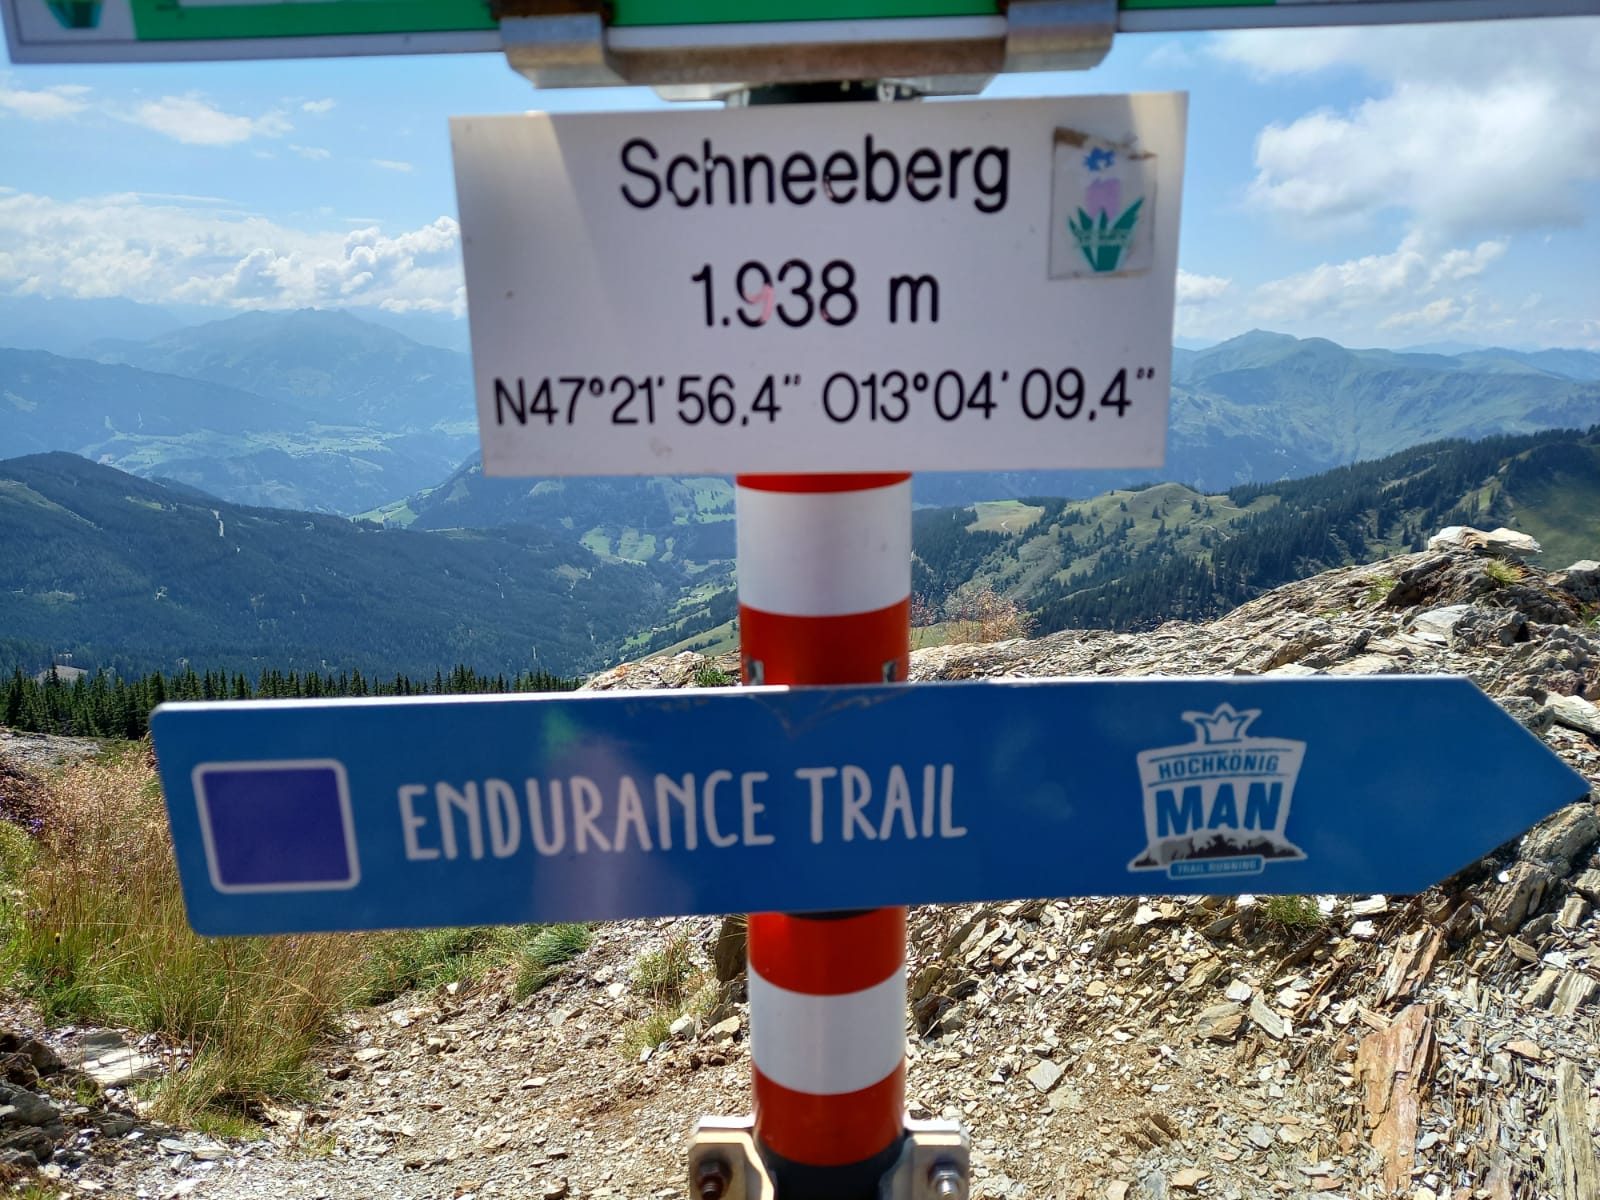 Schneeberg
1.938 m
N47°21' 56,4" O13°04' 09,4"
ENDURANCE TRAIL
HOCHKÖNIG
MAN
TRAIL RUNNING